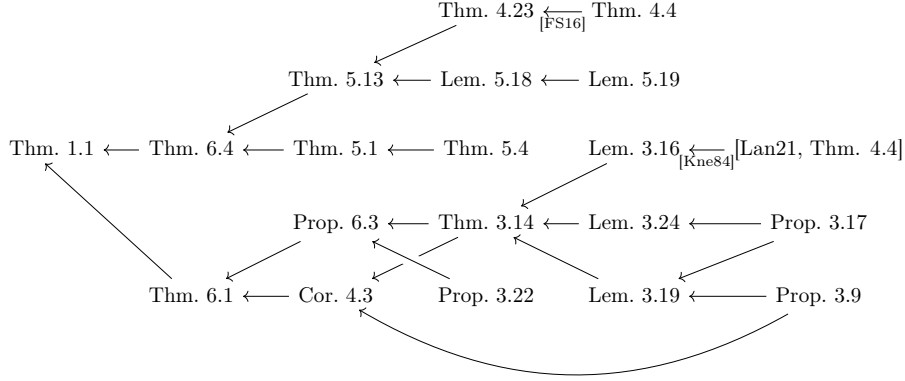 Thm. 4.23 Thm. 4.4
[FS16]
Thm. 5.13 Lem. 5.18 Lem. 5.19
Thm. 1.1 Thm. 6.4 Thm. 5.1 Thm. 5.4 Lem. 3.16 [Lan21, Thm. 4.4]
[Kne84]
Prop. 6.3 Thm. 3.14 Lem. 3.24 Prop. 3.17
Thm. 6.1 Cor. 4.3 Prop. 3.22 Lem. 3.19 Prop. 3.9